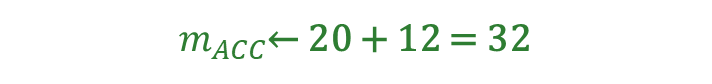 m_ACC ← 20 + 12 = 32